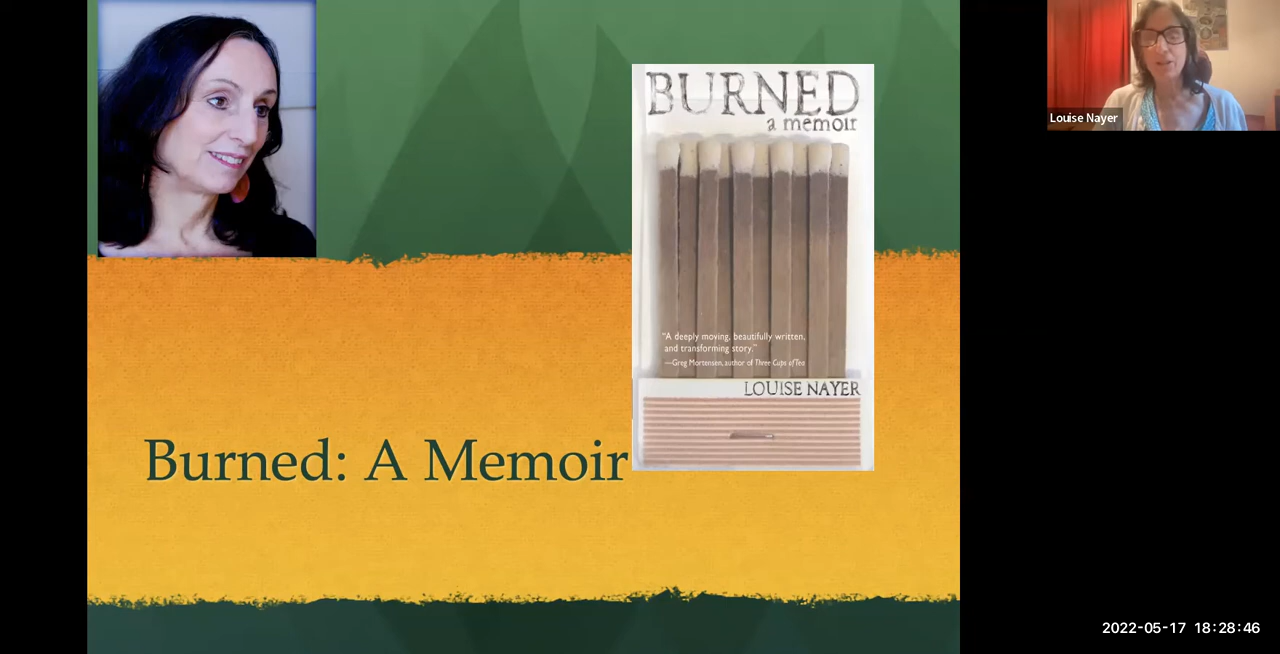 BURNED
a memoir
"A deeply moving, beautifully written,
and transforming story."
—Greg Mortensen, author of Three Cups of Tea
LOUISE NAYER
Burned: A Memoir
Louise Nayer
2022-05-17 18:28:46